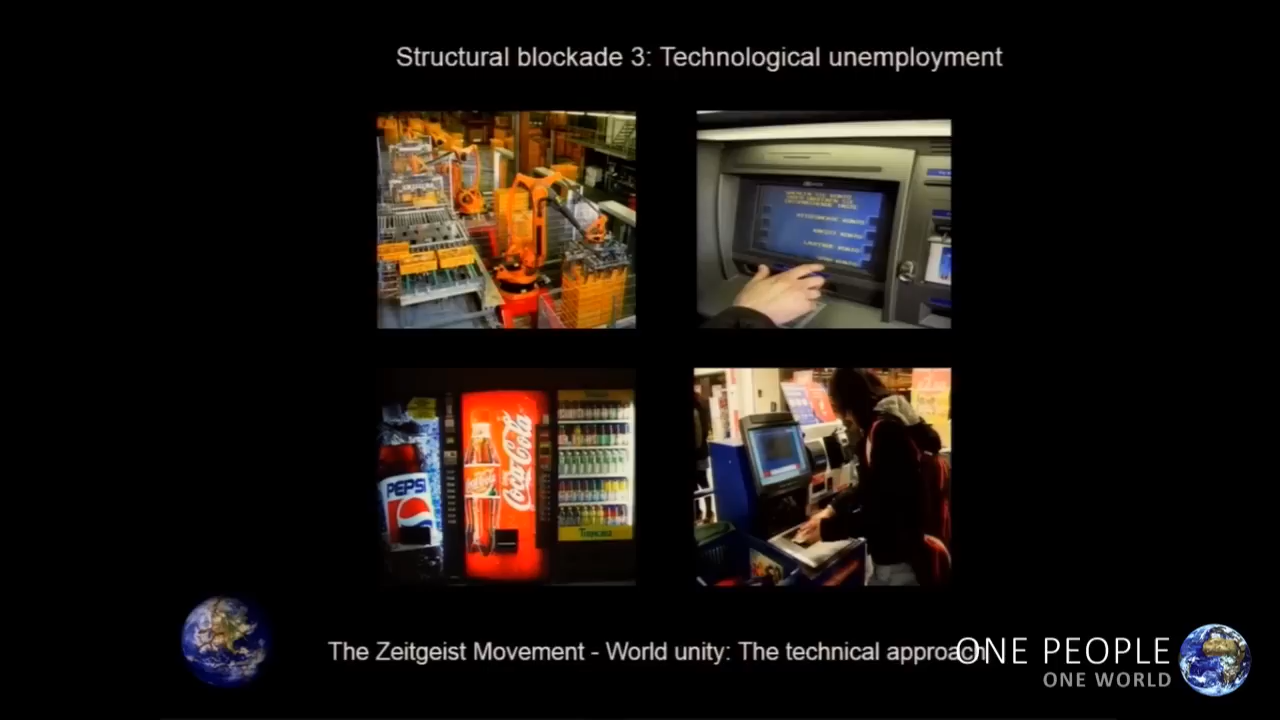 Structural blockade 3: Technological unemployment
PEPSI
Coca-Cola
The Zeitgeist Movement - World unity: The technical approach
ONE PEOPLE
ONE WORLD